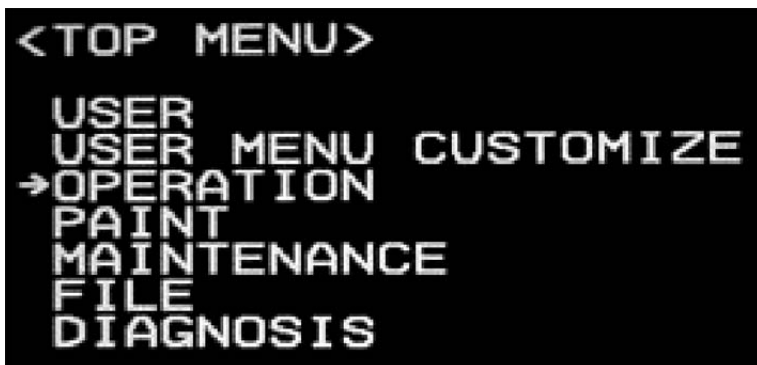 <TOP MENU>
USER
USER MENU CUSTOMIZE
→OPERATION
PAINT
MAINTENANCE
FILE
DIAGNOSIS